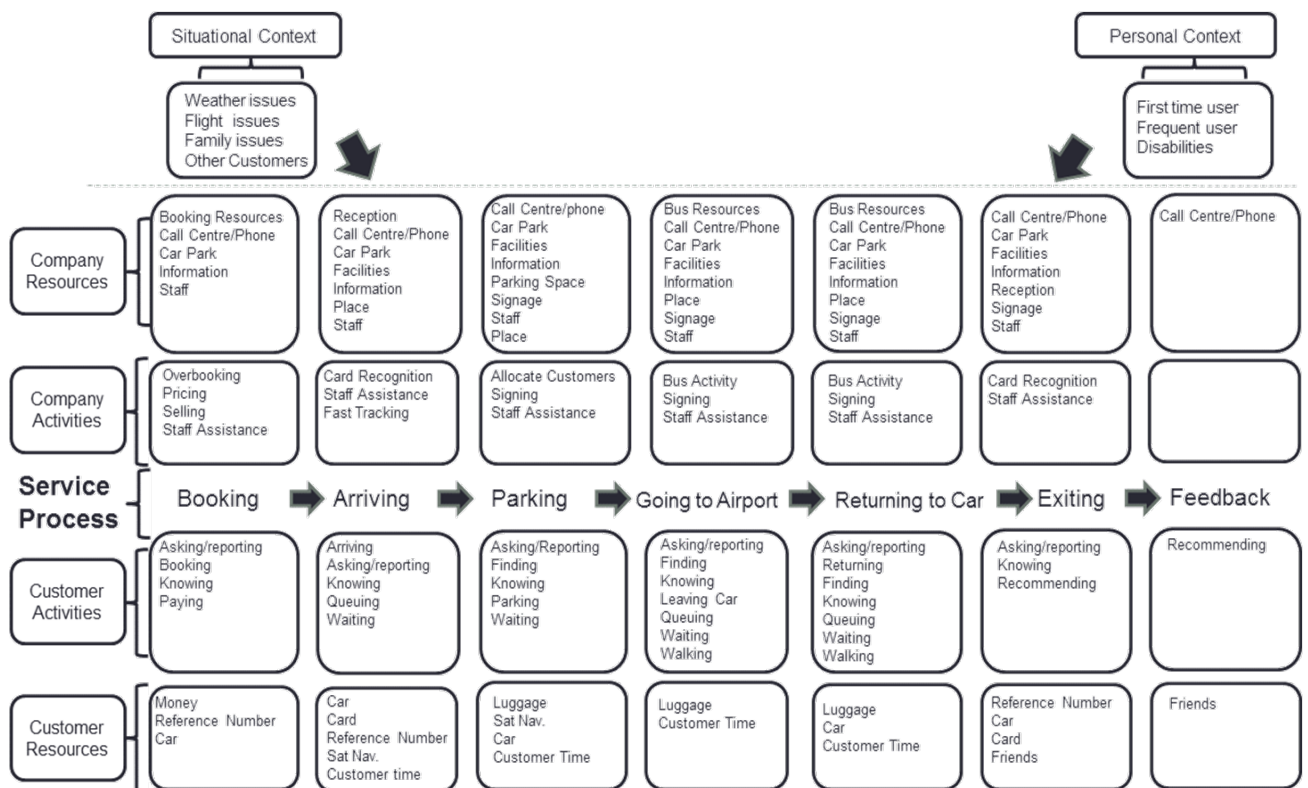 Situational Context
Weather issues
Flight issues
Family issues
Other Customers
Personal Context
First time user
Frequent user
Disabilities
Company
Resources
Booking Resources
Call Centre/Phone
Car Park
Information
Staff
Reception
Call Centre/Phone
Car Park
Facilities
Information
Place
Staff
Call Centre/phone
Car Park
Facilities
Information
Parking Space
Signage
Staff
Place
Bus Resources
Call Centre/Phone
Car Park
Facilities
Information
Place
Signage
Staff
Bus Resources
Call Centre/Phone
Car Park
Facilities
Information
Place
Signage
Staff
Call Centre/Phone
Car Park
Facilities
Information
Reception
Signage
Staff
Call Centre/Phone
Company
Activities
Overbooking
Pricing
Selling
Staff Assistance
Card Recognition
Staff Assistance
Fast Tracking
Allocate Customers
Signing
Staff Assistance
Bus Activity
Signing
Staff Assistance
Bus Activity
Signing
Staff Assistance
Card Recognition
Staff Assistance
Service
Process
Booking
Arriving
Parking
Going to Airport
Returning to Car
Exiting
Feedback
Customer
Activities
Asking/reporting
Booking
Knowing
Paying
Arriving
Asking/reporting
Knowing
Queuing
Waiting
Asking/Reporting
Finding
Knowing
Parking
Waiting
Asking/reporting
Finding
Knowing
Leaving Car
Queuing
Waiting
Walking
Asking/reporting
Returning
Finding
Knowing
Queuing
Waiting
Walking
Asking/reporting
Knowing
Recommending
Recommending
Customer
Resources
Money
Reference Number
Car
Car
Card
Reference Number
Sat Nav.
Customer time
Luggage
Sat Nav.
Car
Customer Time
Luggage
Customer Time
Luggage
Car
Customer Time
Reference Number
Car
Card
Friends
Friends